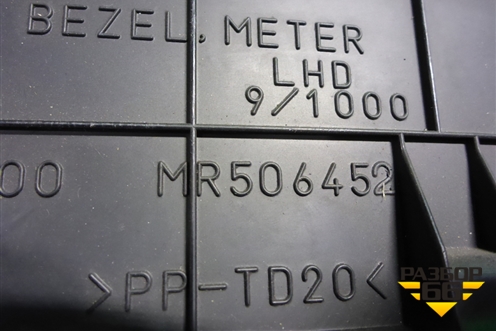 BEZEL, METER
LHD
9/1000
00 MR506452
>PP-TD20<
РАЗБОР
66